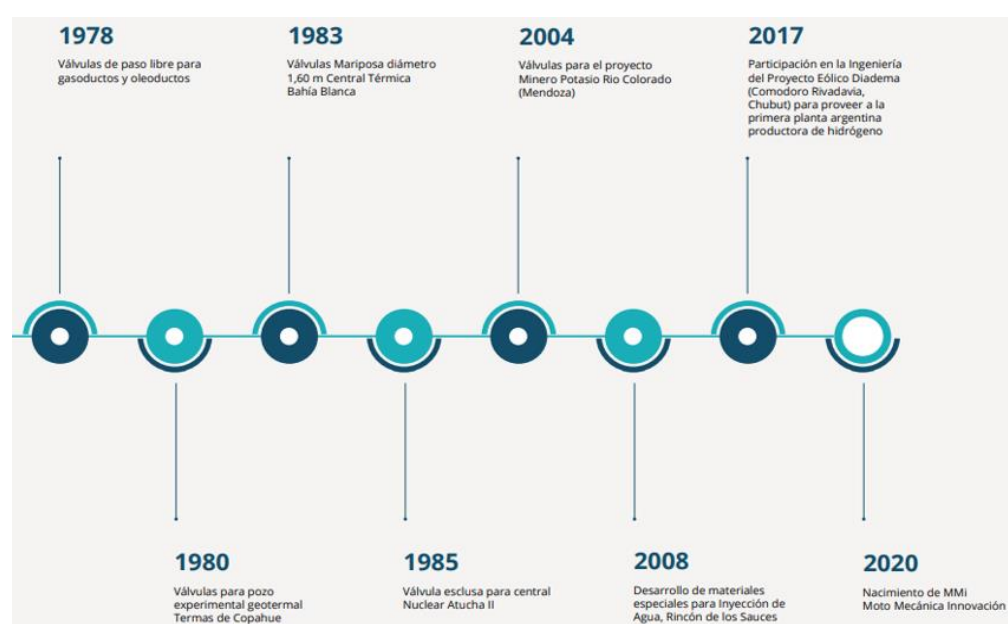 1978
Válvulas de paso libre para
gasoductos y oleoductos
1983
Válvulas Mariposa diámetro
1,60 m Central Térmica
Bahía Blanca
2004
Válvulas para el proyecto
Minero Potasio Rio Colorado
(Mendoza)
2017
Participación en la Ingeniería
del Proyecto Eólico Diadema
(Comodoro Rivadavia,
Chubut) para proveer a la
primera planta argentina
productora de hidrógeno
1980
Válvulas para pozo
experimental geotermal
Termas de Copahue
1985
Válvula esclusa para central
Nuclear Atucha II
2008
Desarrollo de materiales
especiales para Inyección de
Agua, Rincón de los Sauces
2020
Nacimiento de MMi
Moto Mecánica Innovación